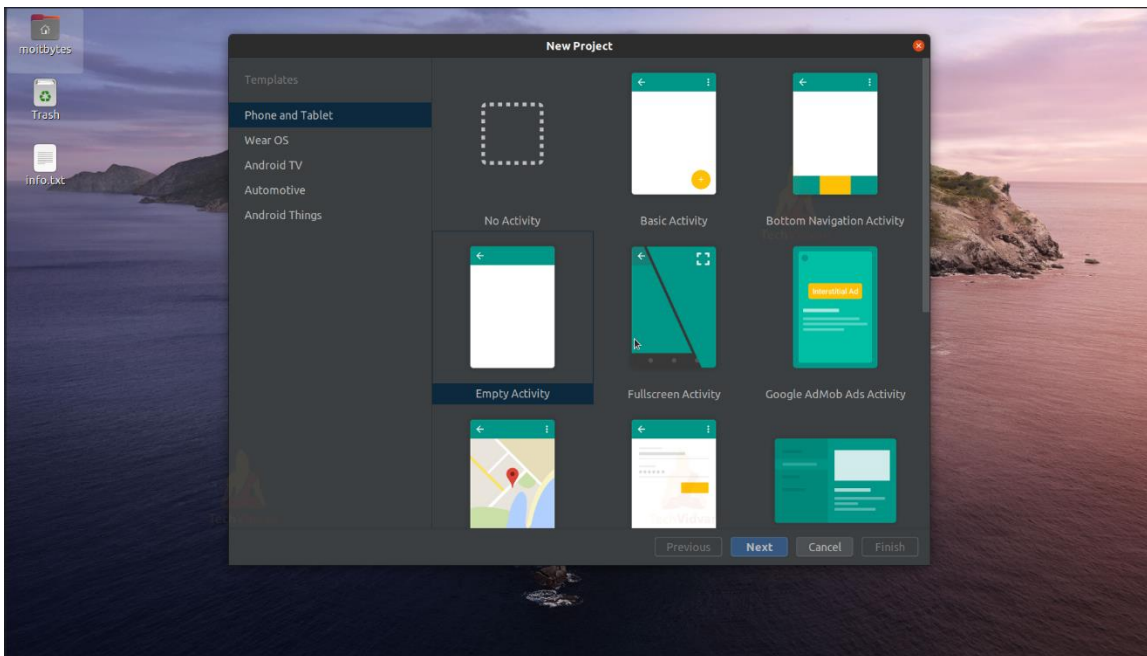 moitbytes
Trash
info.txt
New Project
Templates
Phone and Tablet
Wear OS
Android TV
Automotive
Android Things
No Activity
Basic Activity
Bottom Navigation Activity
Empty Activity
Fullscreen Activity
Interstitial Ad
Google AdMob Ads Activity
Previous
Next
Cancel
Finish